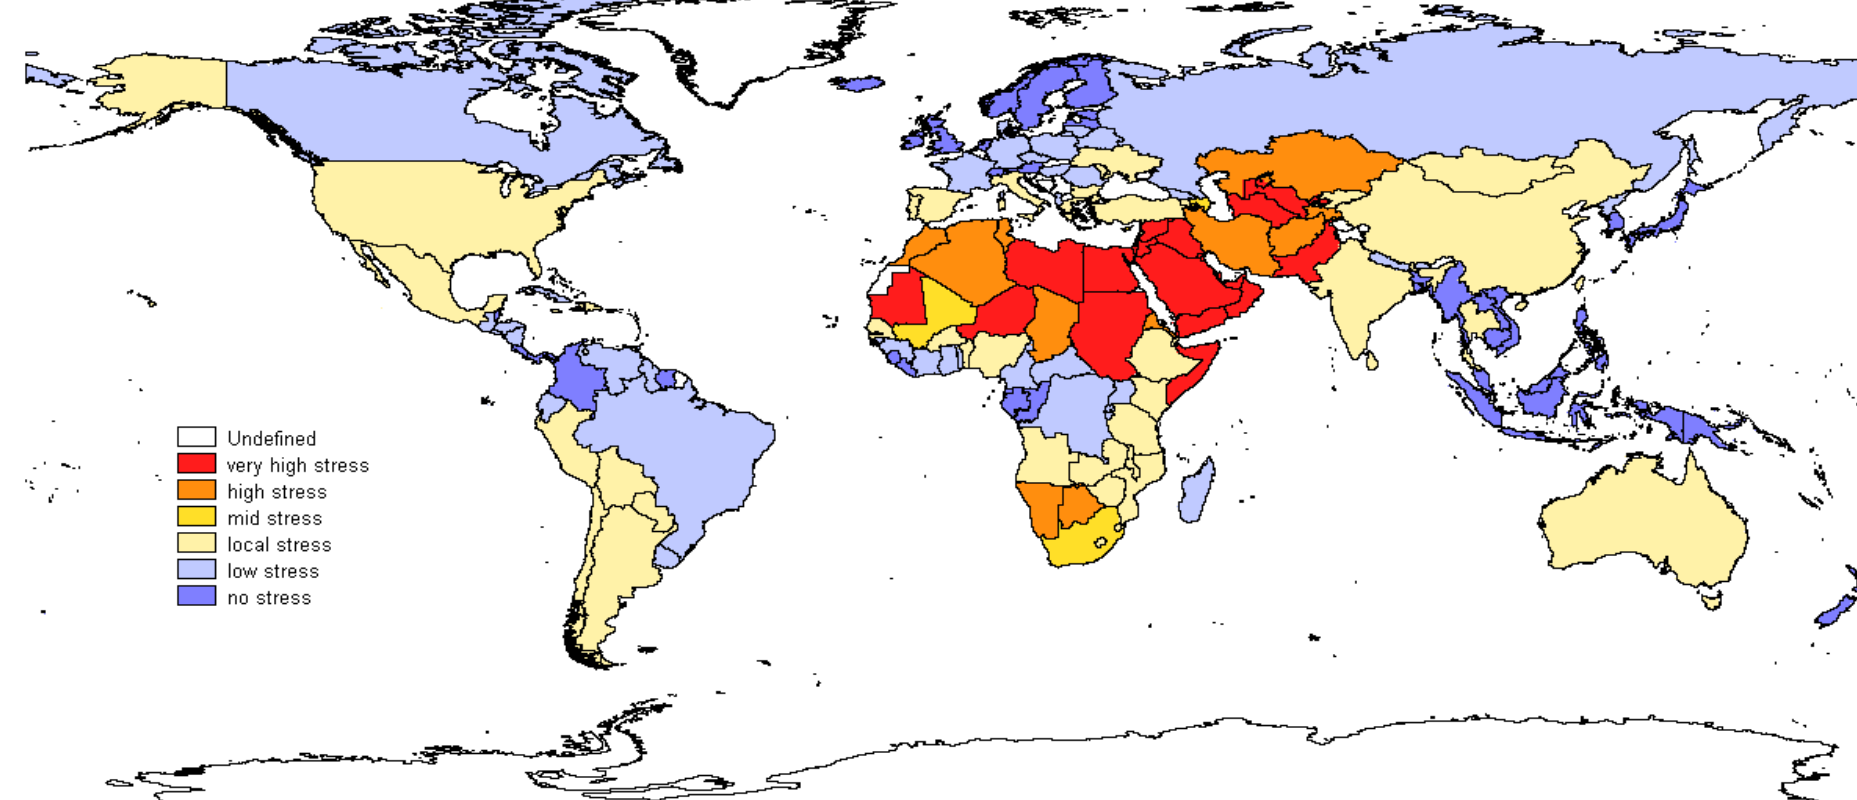 Undefined
very high stress
high stress
mid stress
local stress
low stress
no stress